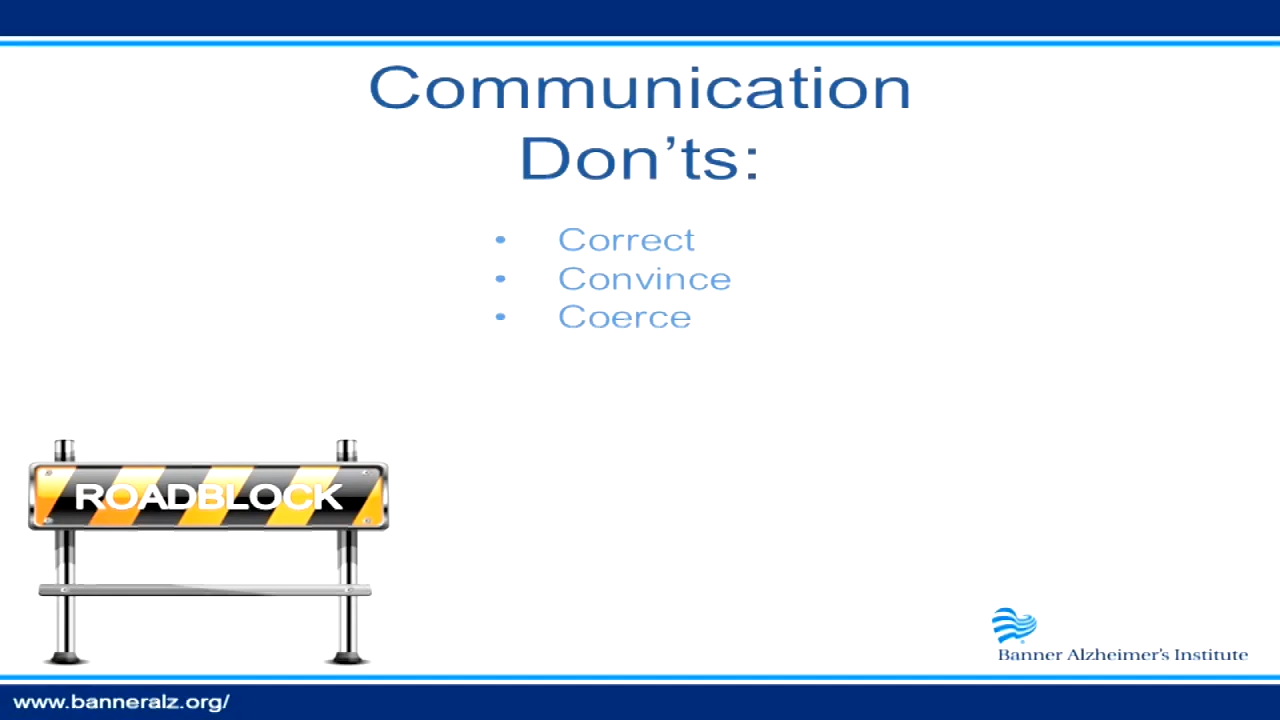 Communication
Don’ts:
• Correct
• Convince
• Coerce
ROADBLOCK
Banner Alzheimer's Institute
www.banneralz.org/